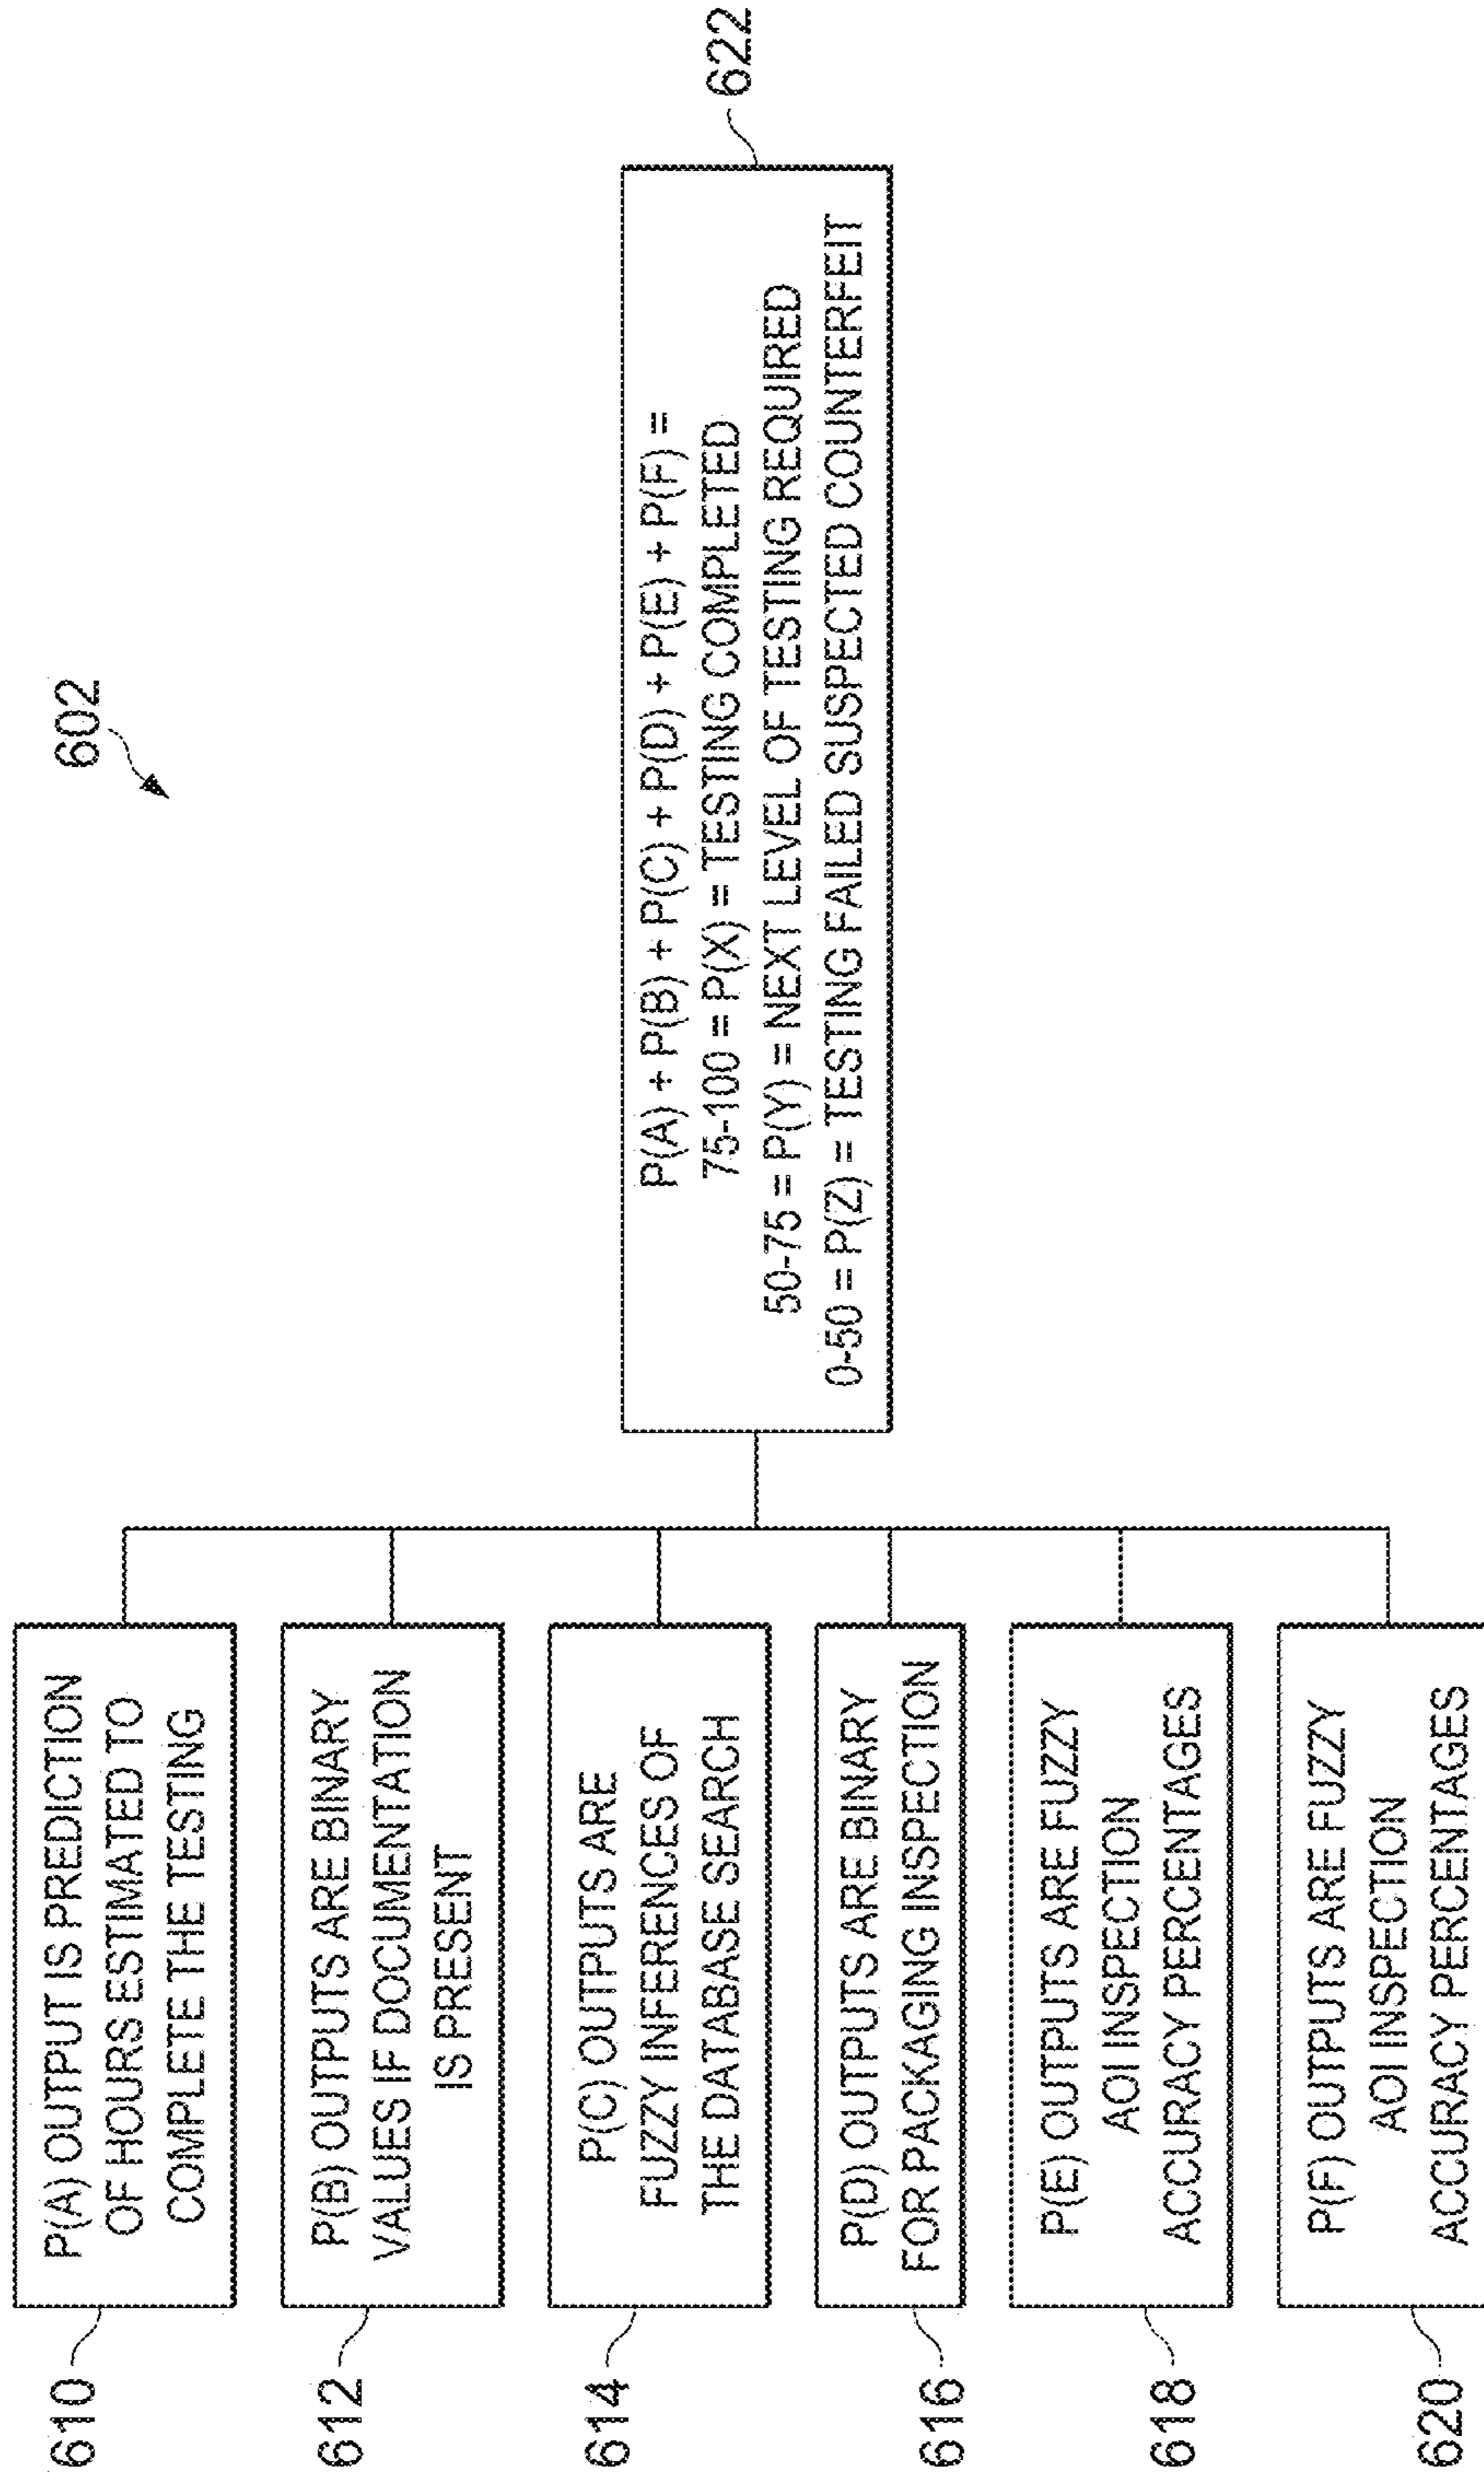 602
610
P(A) OUTPUT IS PREDICTION
OF HOURS ESTIMATED TO
COMPLETE THE TESTING
612
P(B) OUTPUTS ARE BINARY
VALUES IF DOCUMENTATION
IS PRESENT
614
P(C) OUTPUTS ARE
FUZZY INFERENCES OF
THE DATABASE SEARCH
616
P(D) OUTPUTS ARE BINARY
FOR PACKAGING INSPECTION
618
P(E) OUTPUTS ARE FUZZY
AOI INSPECTION
ACCURACY PERCENTAGES
620
P(F) OUTPUTS ARE FUZZY
AOI INSPECTION
ACCURACY PERCENTAGES
P(A) + P(B) + P(C) + P(D) + P(E) + P(F) =
75-100 = P(X) = TESTING COMPLETED
50-75 = P(Y) = NEXT LEVEL OF TESTING REQUIRED
0-50 = P(Z) = TESTING FAILED SUSPECTED COUNTERFEIT
622